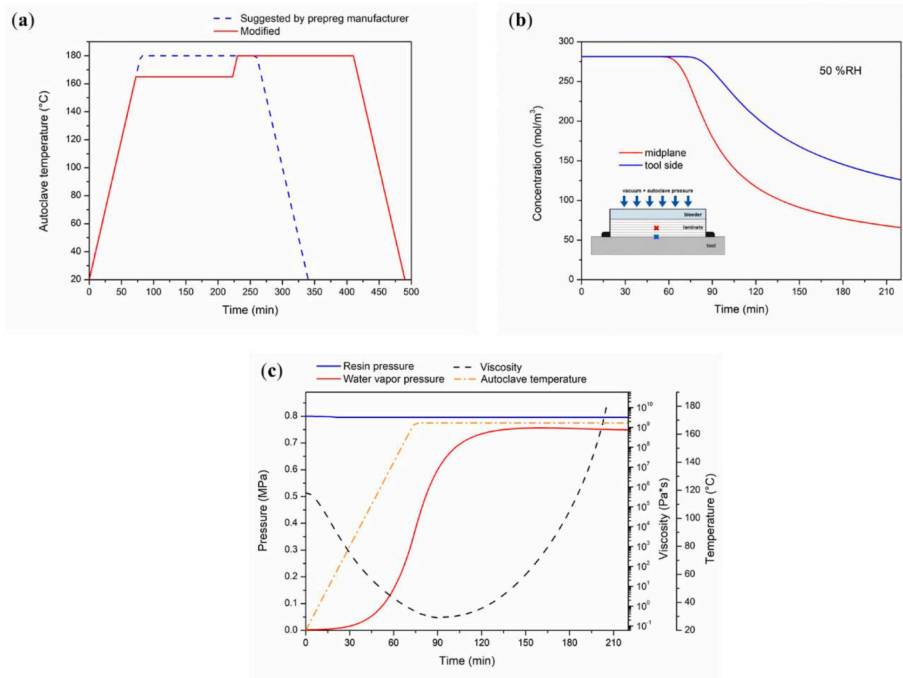 (a)
Suggested by prepreg manufacturer
Modified
Autoclave temperature (°C)
180
160
140
120
100
80
60
40
20
0 50 100 150 200 250 300 350 400 450 500
Time (min)
(b)
50 %RH
Concentration (mol/m³)
300
250
200
150
100
50
0
midplane
tool side
vacuum + autoclave pressure
bleeder
laminate
tool
0 30 60 90 120 150 180 210
Time (min)
(c)
Resin pressure
Water vapor pressure
Viscosity
Autoclave temperature
Pressure (MPa)
0.8
0.7
0.6
0.5
0.4
0.3
0.2
0.1
0.0
0 30 60 90 120 150 180 210
Time (min)
Viscosity (Pa*s)
10¹⁰
10⁹
10⁸
10⁷
10⁶
10⁵
10⁴
10³
10²
10¹
10⁰
10⁻¹
Temperature (°C)
180
160
140
120
100
80
60
40
20